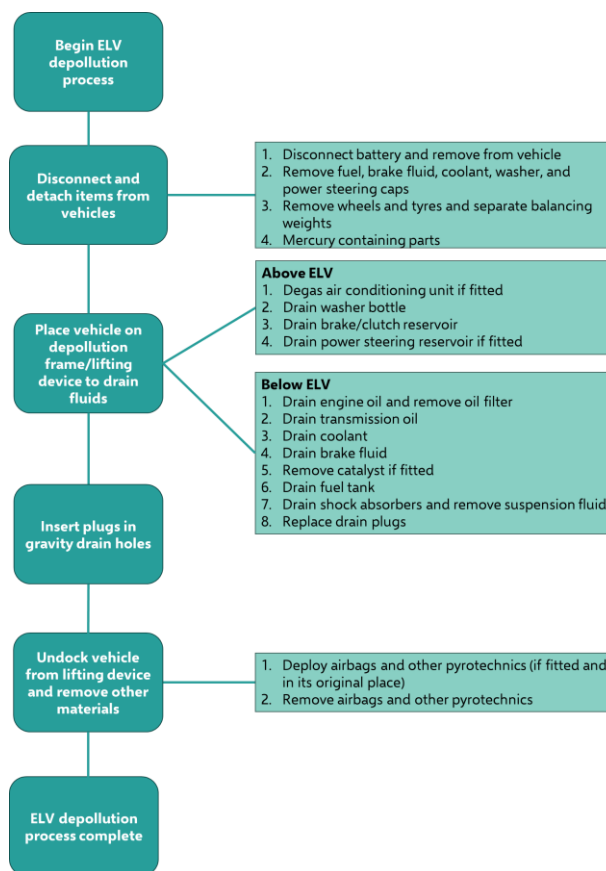 Begin ELV
depollution
process
Disconnect and
detach items from
vehicles
1. Disconnect battery and remove from vehicle
2. Remove fuel, brake fluid, coolant, washer, and
power steering caps
3. Remove wheels and tyres and separate balancing
weights
4. Mercury containing parts
Place vehicle on
depollution
frame/lifting
device to drain
fluids
Above ELV
1. Degas air conditioning unit if fitted
2. Drain washer bottle
3. Drain brake/clutch reservoir
4. Drain power steering reservoir if fitted
Below ELV
1. Drain engine oil and remove oil filter
2. Drain transmission oil
3. Drain coolant
4. Drain brake fluid
5. Remove catalyst if fitted
6. Drain fuel tank
7. Drain shock absorbers and remove suspension fluid
8. Replace drain plugs
Insert plugs in
gravity drain holes
Undock vehicle
from lifting device
and remove other
materials
1. Deploy airbags and other pyrotechnics (if fitted and
in its original place)
2. Remove airbags and other pyrotechnics
ELV depollution
process complete